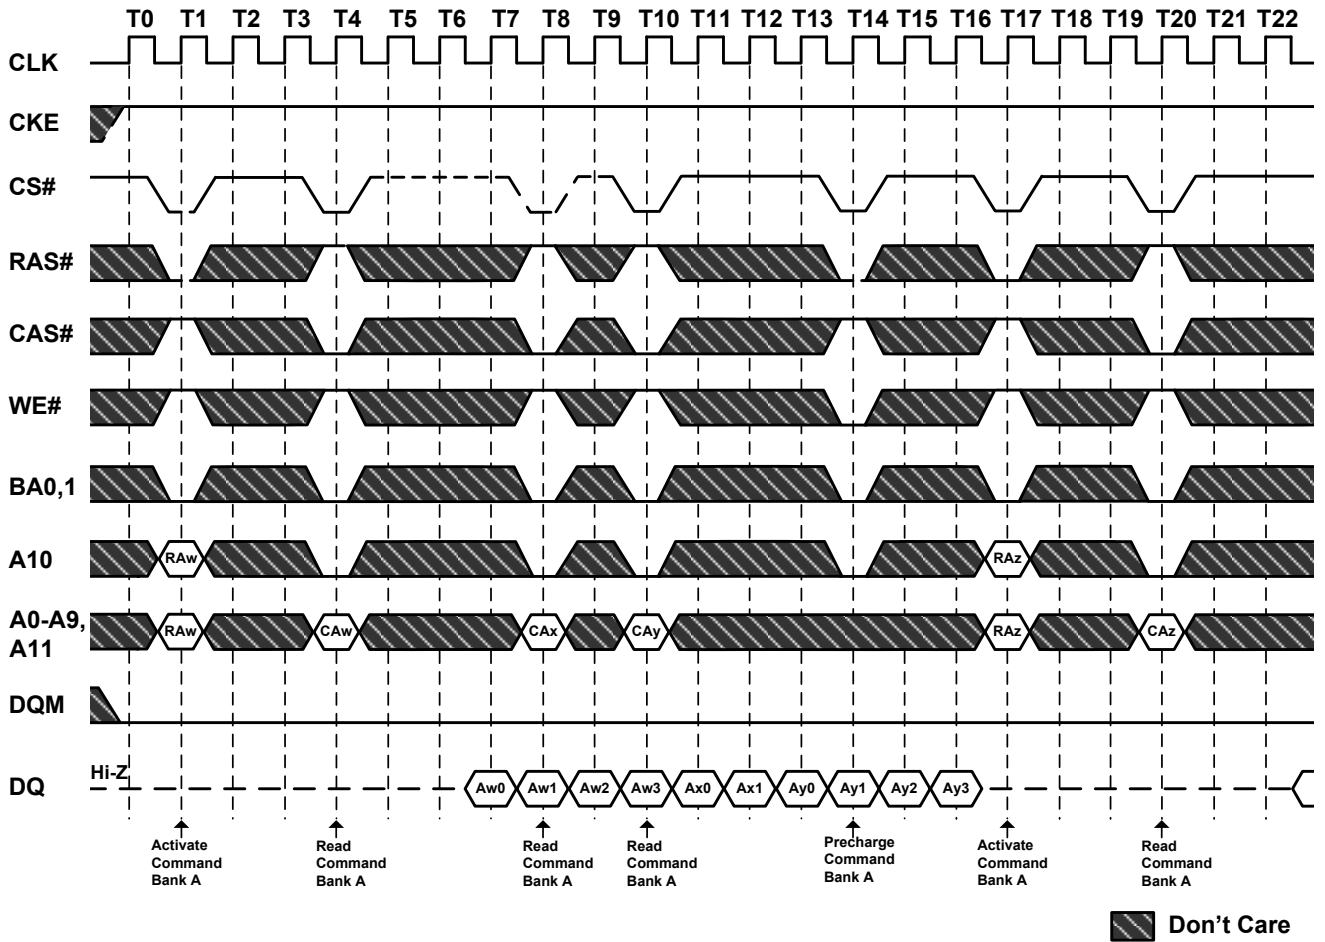 T0 T1 T2 T3 T4 T5 T6 T7 T8 T9 T10 T11 T12 T13 T14 T15 T16 T17 T18 T19 T20 T21 T22
CLK
CKE
CS#
RAS#
CAS#
WE#
BA0,1
A10 RAw RAz
A0-A9,
A11 RAw CAw CAx CAy RAz CAz
DQM
Hi-Z
DQ Aw0 Aw1 Aw2 Aw3 Ax0 Ax1 Ay0 Ay1 Ay2 Ay3
Activate
Command
Bank A
Read
Command
Bank A
Read
Command
Bank A
Read
Command
Bank A
Precharge
Command
Bank A
Activate
Command
Bank A
Read
Command
Bank A
Don't Care